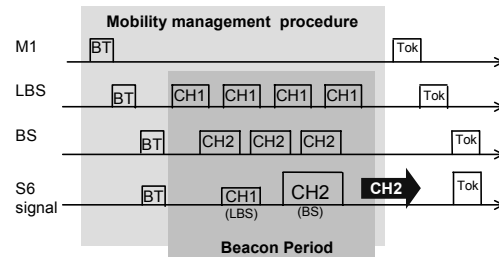 Mobility management procedure
M1
BT
Tok
LBS
BT
CH1
CH1
CH1
CH1
Tok
BS
BT
CH2
CH2
CH2
Tok
S6
signal
BT
CH1
(LBS)
CH2
(BS)
CH2
Tok
Beacon Period